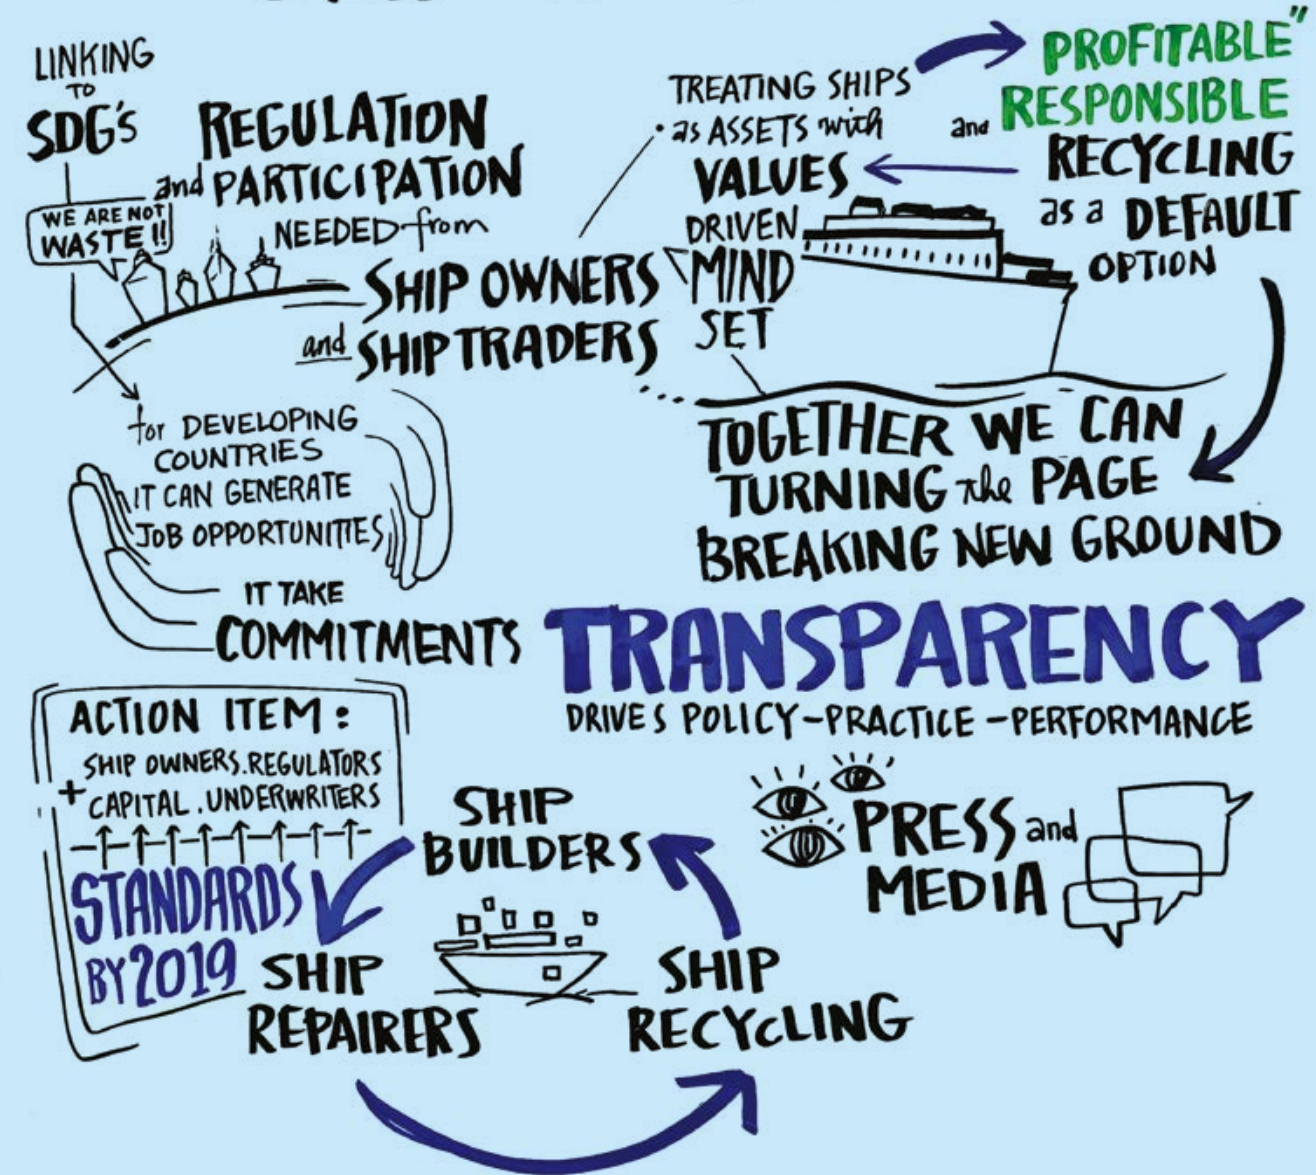 LINKING
TO
SDG's
WE ARE NOT
WASTE!!
REGULATION
and PARTICIPATION
NEEDED from
SHIP OWNERS
and SHIP TRADERS
TREATING SHIPS
• as ASSETS with
VALUES
DRIVEN
MIND
SET
PROFITABLE"
and RESPONSIBLE
RECYCLING
as a DEFAULT
OPTION
for DEVELOPING
COUNTRIES
IT CAN GENERATE
JOB OPPORTUNITIES
IT TAKE
COMMITMENTS
TOGETHER WE CAN
TURNING the PAGE
BREAKING NEW GROUND
TRANSPARENCY
DRIVES POLICY-PRACTICE-PERFORMANCE
ACTION ITEM:
SHIP OWNERS.REGULATORS
+ CAPITAL.UNDERWRITERS
STANDARDS
BY 2019
SHIP
BUILDERS
SHIP
REPAIRERS
SHIP
RECYCLING
PRESS and
MEDIA